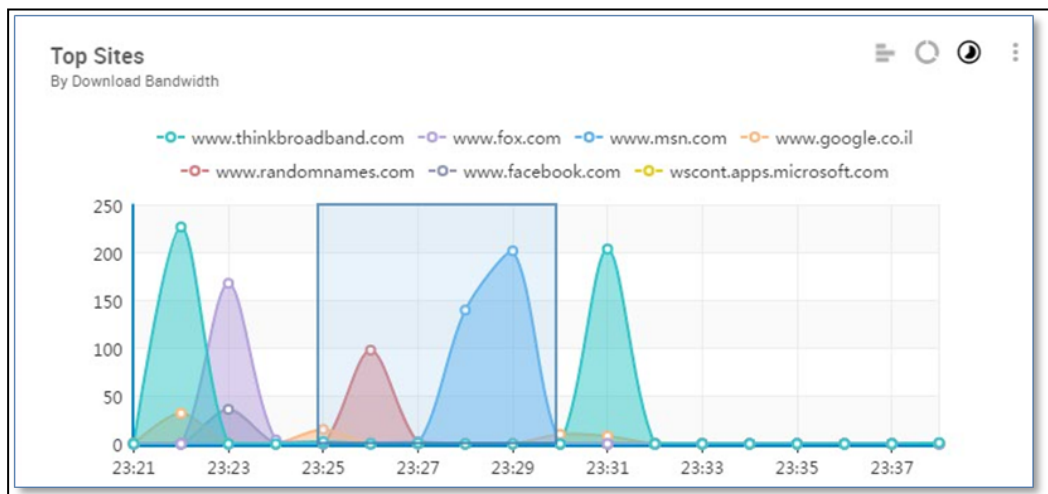 Top Sites
By Download Bandwidth
www.thinkbroadband.com www.fox.com www.msn.com www.google.co.il
www.randomnames.com www.facebook.com wscont.apps.microsoft.com
250
200
150
100
50
0
23:21 23:23 23:25 23:27 23:29 23:31 23:33 23:35 23:37